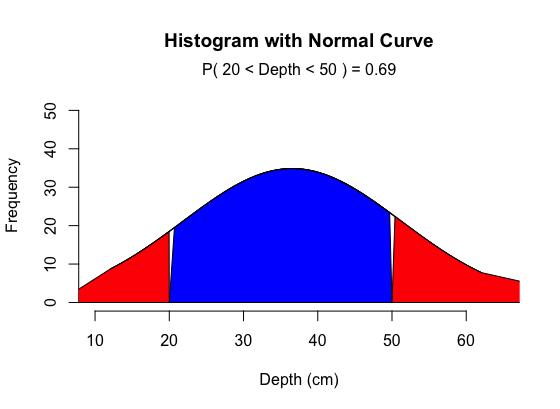 Histogram with Normal Curve
P( 20 < Depth < 50 ) = 0.69
Frequency
50
40
30
20
10
0
10 20 30 40 50 60
Depth (cm)